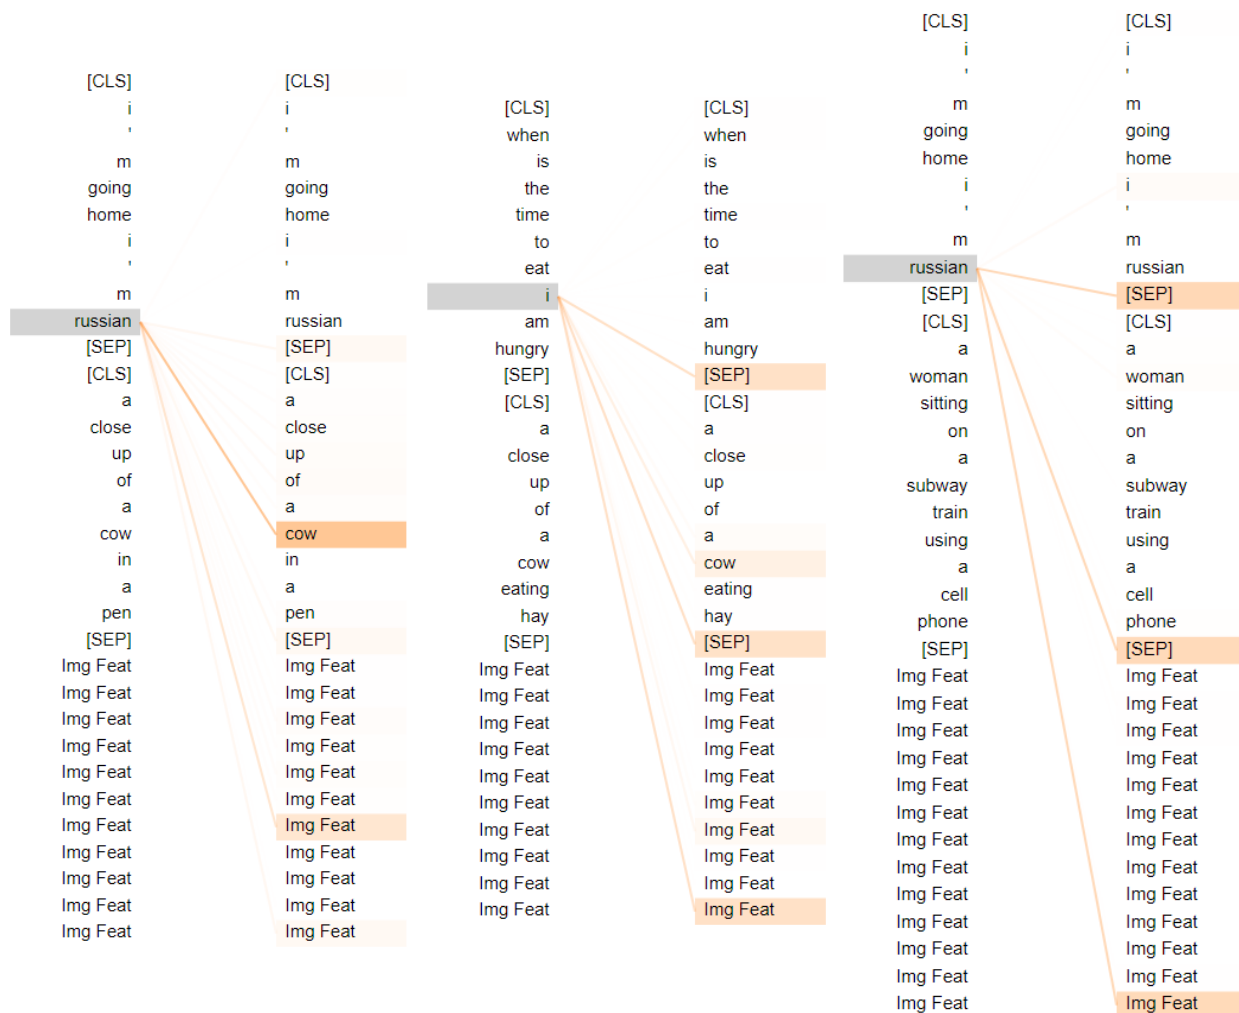 [CLS] [CLS]
i i
' '
m m
going going
home home
i i
' '
m m
russian russian
[SEP] [SEP]
[CLS] [CLS]
a a
close close
up up
of of
a a
cow cow
in in
a a
pen pen
[SEP] [SEP]
Img Feat Img Feat
Img Feat Img Feat
Img Feat Img Feat
Img Feat Img Feat
Img Feat Img Feat
Img Feat Img Feat
Img Feat Img Feat
Img Feat Img Feat
Img Feat Img Feat
Img Feat Img Feat
Img Feat Img Feat
[CLS] [CLS]
when when
is is
the the
time time
to to
eat eat
i i
am am
hungry hungry
[SEP] [SEP]
[CLS] [CLS]
a a
close close
up up
of of
a a
cow cow
eating eating
hay hay
[SEP] [SEP]
Img Feat Img Feat
Img Feat Img Feat
Img Feat Img Feat
Img Feat Img Feat
Img Feat Img Feat
Img Feat Img Feat
Img Feat Img Feat
Img Feat Img Feat
Img Feat Img Feat
Img Feat Img Feat
[CLS] [CLS]
i i
' '
m m
going going
home home
i i
' '
m m
russian russian
[SEP] [SEP]
[CLS] [CLS]
a a
woman woman
sitting sitting
on on
a a
subway subway
train train
using using
a a
cell cell
phone phone
[SEP] [SEP]
Img Feat Img Feat
Img Feat Img Feat
Img Feat Img Feat
Img Feat Img Feat
Img Feat Img Feat
Img Feat Img Feat
Img Feat Img Feat
Img Feat Img Feat
Img Feat Img Feat
Img Feat Img Feat
Img Feat Img Feat
Img Feat Img Feat
Img Feat Img Feat